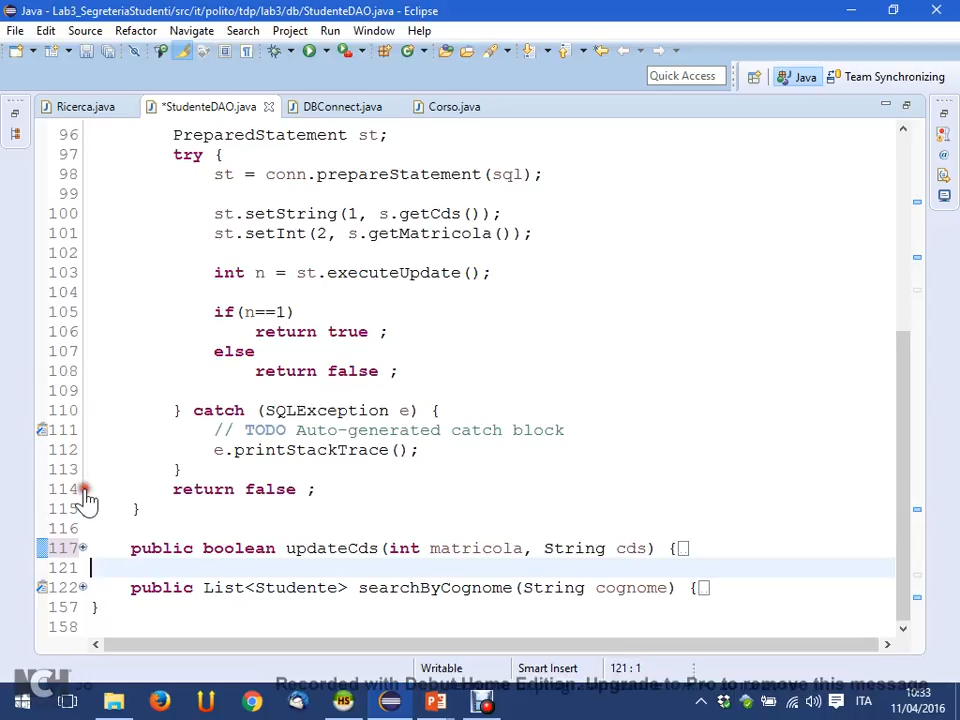 Java - Lab3_SegreteriaStudenti/src/it/polito/tdp/lab3/db/StudenteDAO.java - Eclipse
File Edit Source Refactor Navigate Search Project Run Window Help
Quick Access Java Team Synchronizing
Ricerca.java *StudenteDAO.java DBConnect.java Corso.java
96 PreparedStatement st;
97 try {
98 st = conn.prepareStatement(sql);
99
100 st.setString(1, s.getCds());
101 st.setInt(2, s.getMatricola());
102
103 int n = st.executeUpdate();
104
105 if(n==1)
106 return true ;
107 else
108 return false ;
109
110 } catch (SQLException e) {
111 // TODO Auto-generated catch block
112 e.printStackTrace();
113 }
114 return false ;
115 }
116
117 public boolean updateCds(int matricola, String cds) {
121
122 public List<Studente> searchByCognome(String cognome) {
157 }
158
Writable Smart Insert 121 : 1
NCH
Recorded with Debut Home Edition. Upgrade to Pro to remove this message
ITA
10:33
11/04/2016